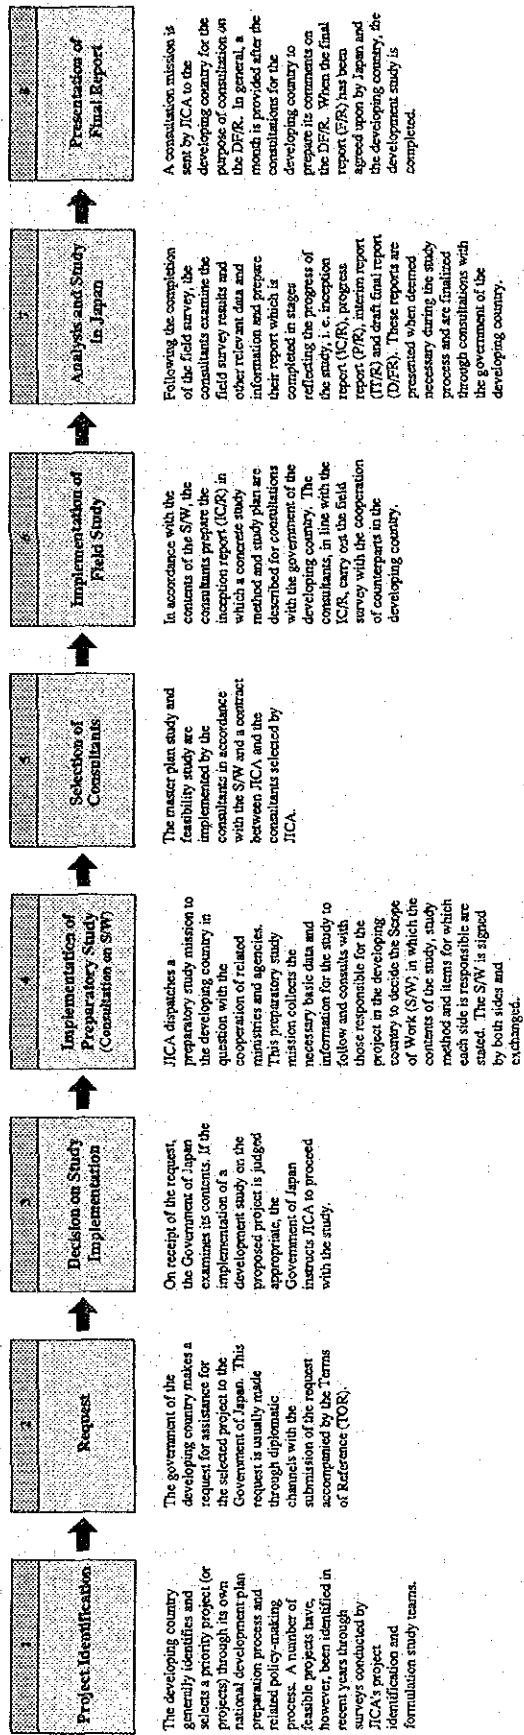 1
Project Identification
The developing country
generally identifies and
selects a priority project (or
projects) through its own
national development plan
preparation process and
related policy-making
process. A number of
feasible projects have,
however, been identified in
recent years through
surveys conducted by
JICA's project
identification and
formulation study teams.
2
Request
The government of the
developing country makes a
request for assistance for
the selected project to the
Government of Japan. This
request is usually made
through diplomatic
channels with the
submission of the request
accompanied by the Terms
of Reference (TOR).
3
Decision on Study
Implementation
On receipt of the request,
the Government of Japan
examines its contents. If the
implementation of a
development study on the
proposed project is judged
appropriate, the
Government of Japan
instructs JICA to proceed
with the study.
4
Implementation of
Preparatory Study
(Consultation on S/W)
JICA dispatches a
preparatory study mission to
the developing country in
question with the
cooperation of related
ministries and agencies.
This preparatory study
mission collects the
necessary basic data and
information for the study to
follow and consults with
those responsible for the
project in the developing
country to decide the Scope
of Work (S/W) in which the
contents of the study, study
method and items for which
each side is responsible are
stated. The S/W is signed
by both sides and
exchanged.
5
Selection of
Consultants
The master plan study and
feasibility study are
implemented by the
consultants in accordance
with the S/W and a contract
between JICA and the
consultants selected by
JICA.
6
Implementation of
Field Study
In accordance with the
contents of the S/W, the
consultants prepare the
inception report (IC/R) in
which a concrete study
method and study plan are
described for consultations
with the government of the
developing country. The
consultants, in line with the
IC/R, carry out the field
survey with the cooperation
of counterparts in the
developing country.
7
Analysis and Study
In Japan
Following the completion
of the field survey, the
consultants examine the
field survey results and
other relevant data and
information and prepare
their report which is
completed in stages
reflecting the progress of
the study, i. e. inception
report (IC/R), progress
report (P/R), interim report
(IT/R) and draft final report
(D/FR). These reports are
presented when deemed
necessary during the study
process and are finalized
through consultations with
the government of the
developing country.
8
Presentation of
Final Report
A consultation mission is
sent by JICA to the
developing country for the
purpose of consultation on
the DF/R. In general, a
month is provided after the
consultations for the
developing country to
prepare its comments on
the DF/R. When the final
report (F/R) has been
agreed upon by Japan and
the developing country, the
development study is
completed.